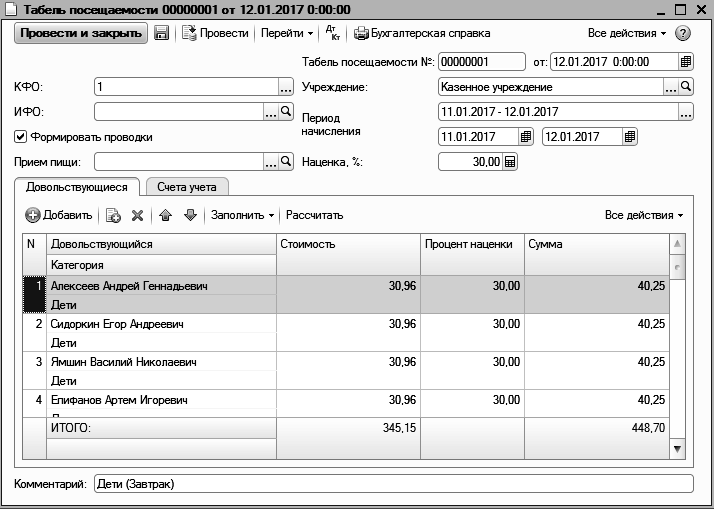 Табель посещаемости 00000001 от 12.01.2017 0:00:00
Провести и закрыть Провести Перейти Дт Кт Бухгалтерская справка Все действия
Табель посещаемости №: 00000001 от: 12.01.2017 0:00:00
КФО: 1 ... Учреждение: Казенное учреждение ...
ИФО: ... Период начисления 11.01.2017 - 12.01.2017 ...
Формировать проводки 11.01.2017 12.01.2017
Прием пищи: ... Наценка, %: 30,00
Довольствующиеся Счета учета
Добавить Заполнить Рассчитать Все действия
N Довольствующийся Стоимость Процент наценки Сумма
Категория
1 Алексеев Андрей Геннадьевич 30,96 30,00 40,25
Дети
2 Сидоркин Егор Андреевич 30,96 30,00 40,25
Дети
3 Ямшин Василий Николаевич 30,96 30,00 40,25
Дети
4 Епифанов Артем Игоревич 30,96 30,00 40,25
ИТОГО: 345,15 448,70
Комментарий: Дети (Завтрак)